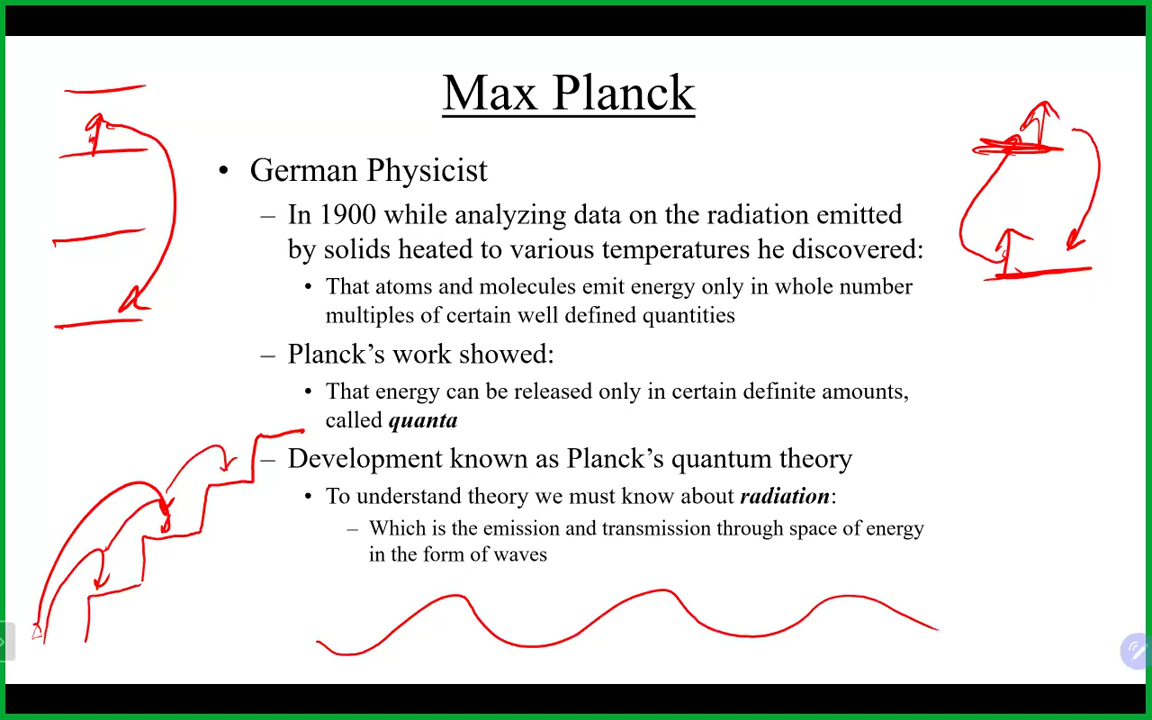 Max Planck
• German Physicist
– In 1900 while analyzing data on the radiation emitted
by solids heated to various temperatures he discovered:
• That atoms and molecules emit energy only in whole number
multiples of certain well defined quantities
– Planck’s work showed:
• That energy can be released only in certain definite amounts,
called quanta
– Development known as Planck’s quantum theory
• To understand theory we must know about radiation:
– Which is the emission and transmission through space of energy
in the form of waves